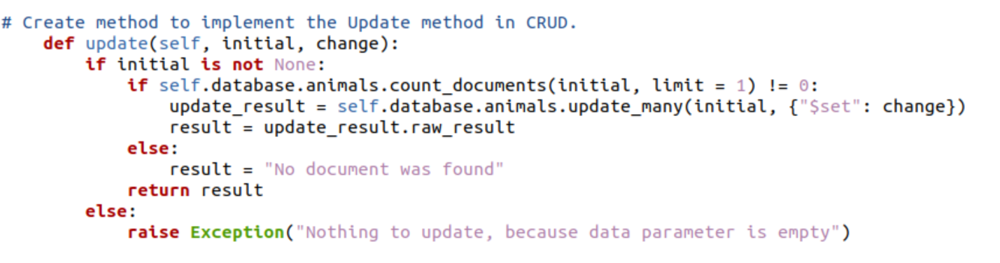 # Create method to implement the Update method in CRUD.
    def update(self, initial, change):
        if initial is not None:
            if self.database.animals.count_documents(initial, limit = 1) != 0:
                update_result = self.database.animals.update_many(initial, {"$set": change})
                result = update_result.raw_result
            else:
                result = "No document was found"
            return result
        else:
            raise Exception("Nothing to update, because data parameter is empty")